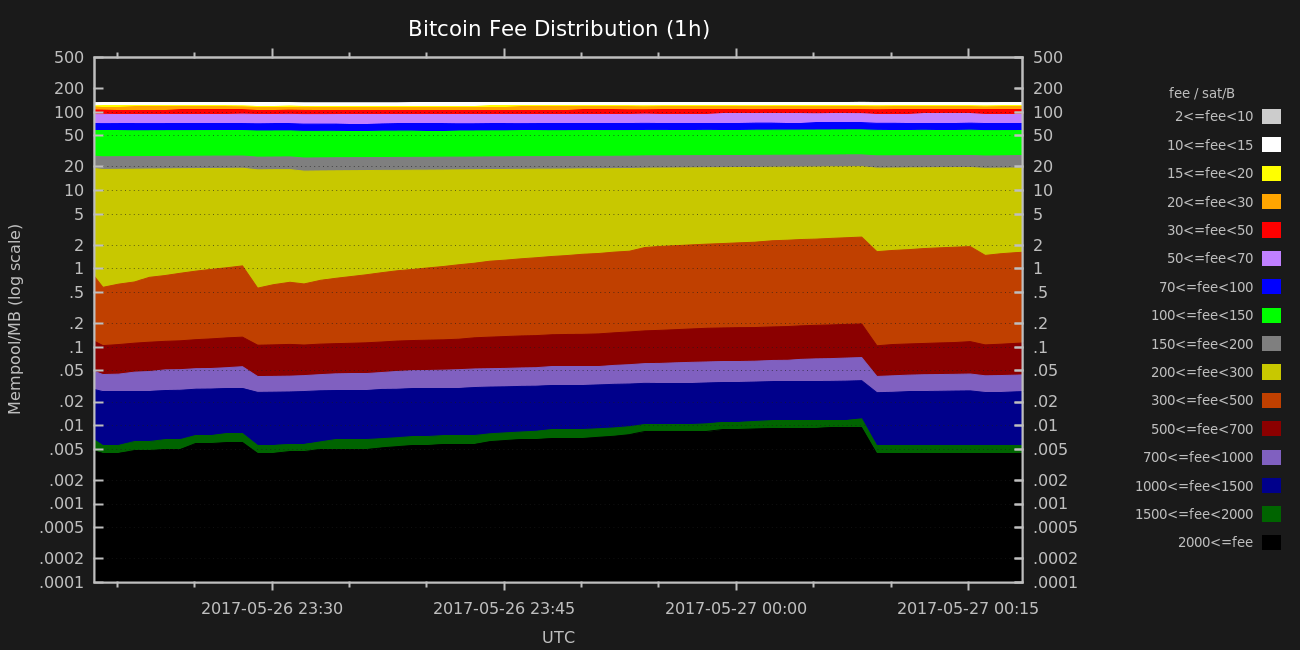 Bitcoin Fee Distribution (1h)
500
200
100
50
20
10
5
2
1
.5
.2
.1
.05
.02
.01
.005
.002
.001
.0005
.0002
.0001
Mempool/MB (log scale)
500
200
100
50
20
10
5
2
1
.5
.2
.1
.05
.02
.01
.005
.002
.001
.0005
.0002
.0001
2017-05-26 23:30
2017-05-26 23:45
2017-05-27 00:00
2017-05-27 00:15
UTC
fee / sat/B
2<=fee<10
10<=fee<15
15<=fee<20
20<=fee<30
30<=fee<50
50<=fee<70
70<=fee<100
100<=fee<150
150<=fee<200
200<=fee<300
300<=fee<500
500<=fee<700
700<=fee<1000
1000<=fee<1500
1500<=fee<2000
2000<=fee